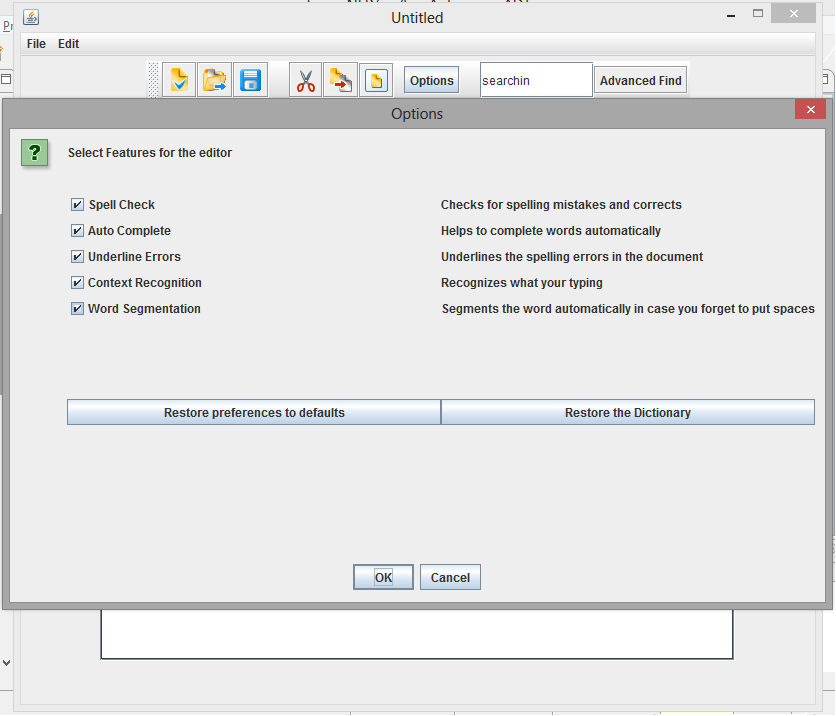 Untitled
File Edit
Options searchin Advanced Find
Options
? Select Features for the editor
Spell Check Checks for spelling mistakes and corrects
Auto Complete Helps to complete words automatically
Underline Errors Underlines the spelling errors in the document
Context Recognition Recognizes what your typing
Word Segmentation Segments the word automatically in case you forget to put spaces
Restore preferences to defaults Restore the Dictionary
OK Cancel